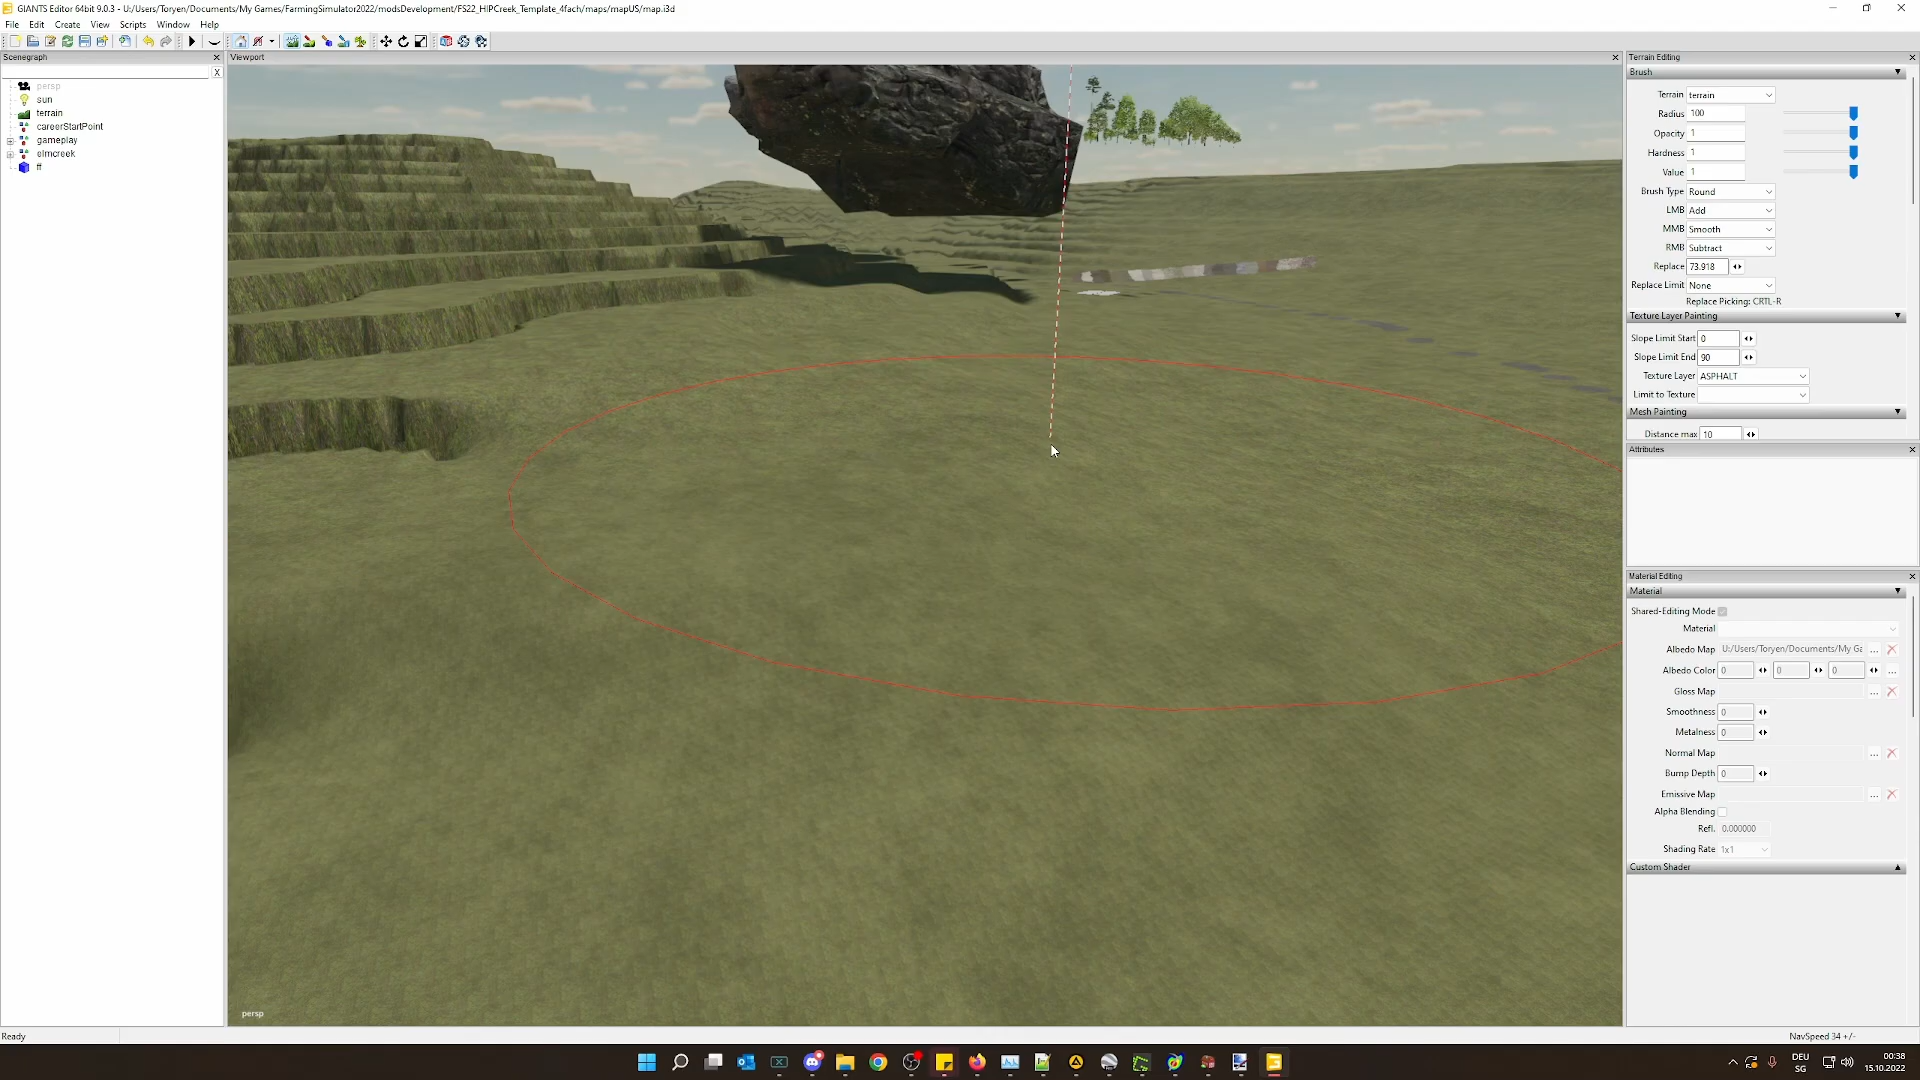 GIANTS Editor 64bit 9.0.3 - U:/Users/Toryen/Documents/My Games/FarmingSimulator2022/modsDevelopment/FS22_HIPCreek_Template_4fach/maps/mapUS/map.i3d
File Edit Create View Scripts Window Help
Scenegraph
X
persp
sun
terrain
careerStartPoint
gameplay
elmcreek
ff
Viewport
persp
Terrain Editing
Brush
Terrain terrain
Radius 100
Opacity 1
Hardness 1
Value 1
Brush Type Round
LMB Add
MMB Smooth
RMB Subtract
Replace 73.918
Replace Limit None
Replace Picking: CRTL-R
Texture Layer Painting
Slope Limit Start 0
Slope Limit End 90
Texture Layer ASPHALT
Limit to Texture
Mesh Painting
Distance max 10
Attributes
Material Editing
Material
Shared-Editing Mode
Material
Albedo Map U:/Users/Toryen/Documents/My Ga ...
Albedo Color 0 0 0 ...
Gloss Map ...
Smoothness 0
Metalness 0
Normal Map ...
Bump Depth 0
Emissive Map ...
Alpha Blending
Refl. 0.000000
Shading Rate 1x1
Custom Shader
Ready
NavSpeed 34 +/-
DEU
SG
00:38
15.10.2022